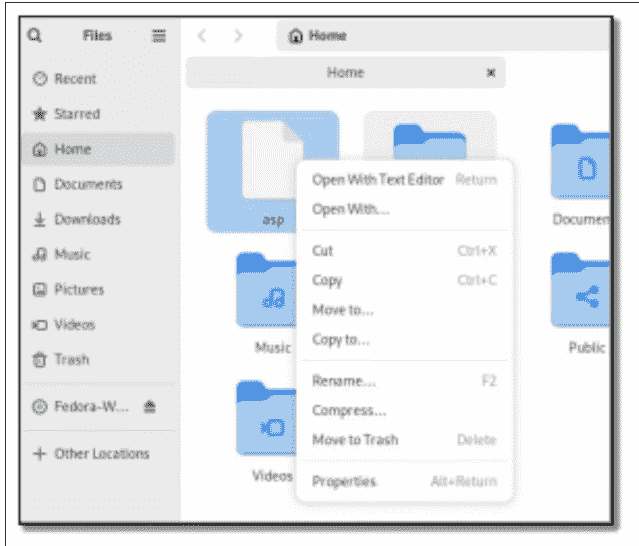 Files
Home
Home
Recent
Starred
Home
Documents
Downloads
Music
Pictures
Videos
Trash
Fedora-W...
Other Locations
asp
Documen
Music
Public
Videos
Open With Text Editor Return
Open With...
Cut Ctrl+X
Copy Ctrl+C
Move to...
Copy to...
Rename... F2
Compress...
Move to Trash Delete
Properties Alt+Return